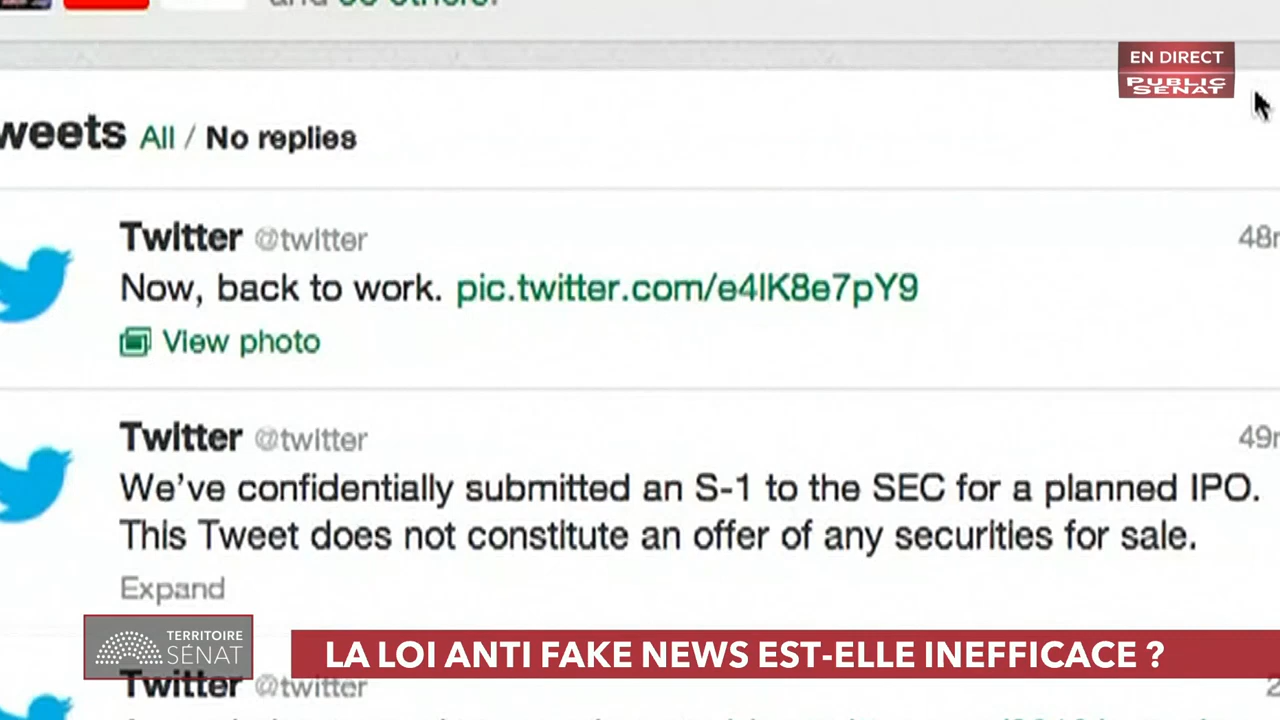 and
EN DIRECT
PUBLIC
SENAT
weets All / No replies
Twitter @twitter
Now, back to work. pic.twitter.com/e4lK8e7pY9
View photo
Twitter @twitter
We've confidentially submitted an S-1 to the SEC for a planned IPO.
This Tweet does not constitute an offer of any securities for sale.
Expand
TERRITOIRE
SÉNAT
LA LOI ANTI FAKE NEWS EST-ELLE INEFFICACE ?
Twitter @twitter